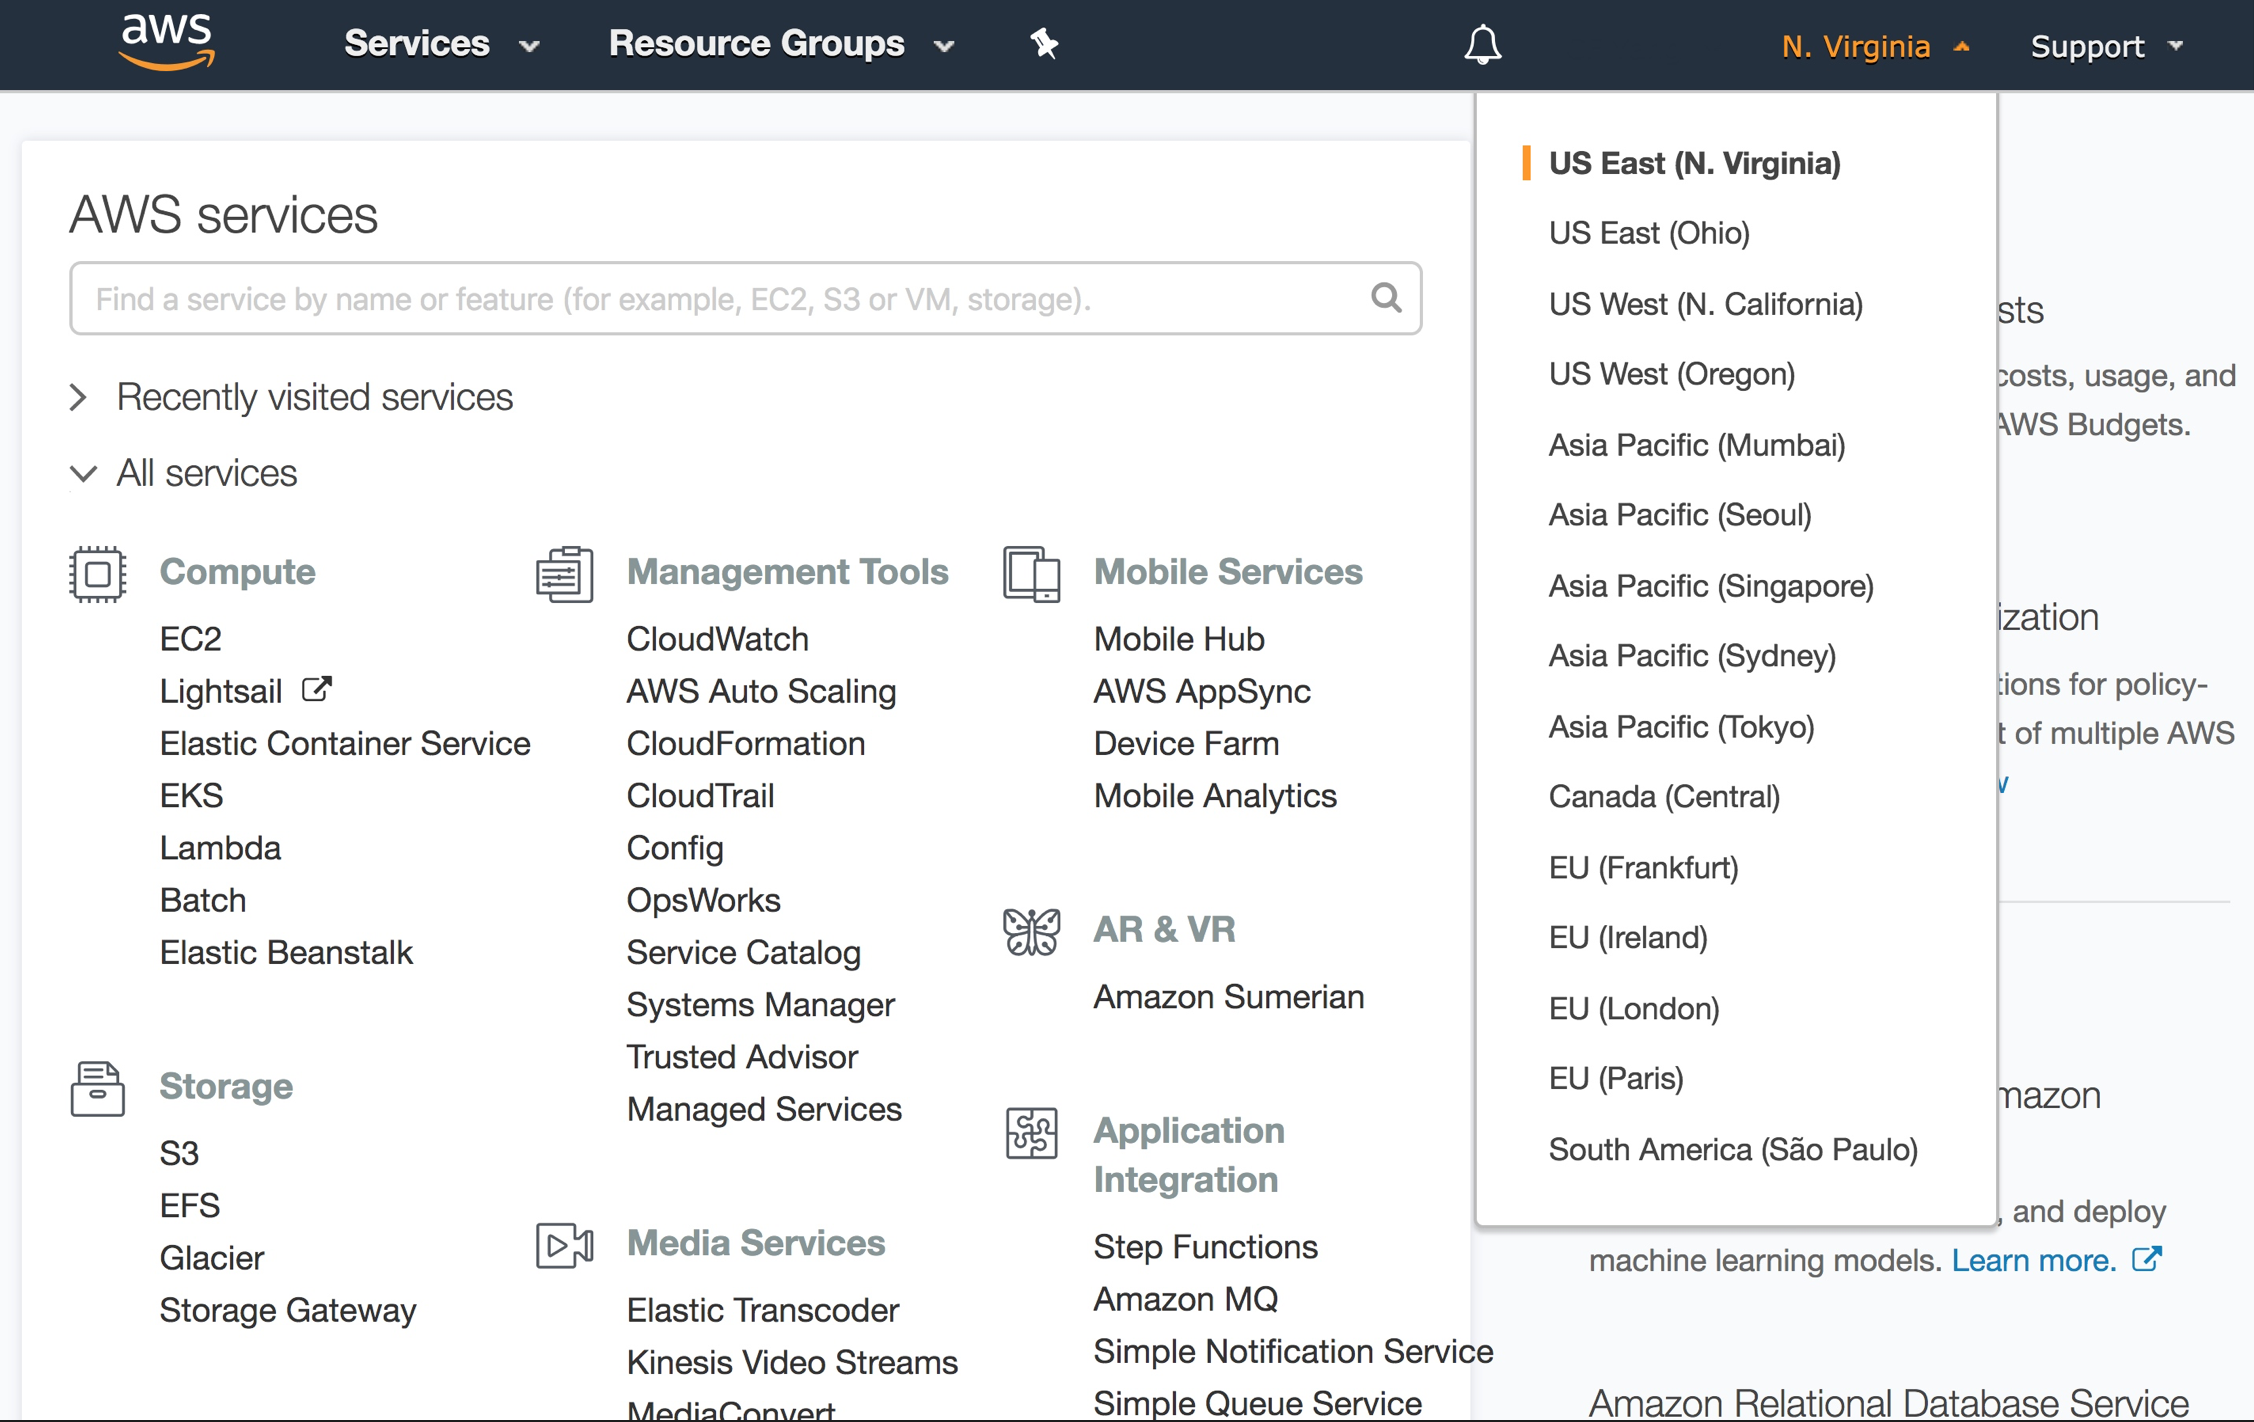 aws
Services
Resource Groups
N. Virginia
Support
AWS services
Find a service by name or feature (for example, EC2, S3 or VM, storage).
Recently visited services
All services
Compute
EC2
Lightsail
Elastic Container Service
EKS
Lambda
Batch
Elastic Beanstalk
Storage
S3
EFS
Glacier
Storage Gateway
Management Tools
CloudWatch
AWS Auto Scaling
CloudFormation
CloudTrail
Config
OpsWorks
Service Catalog
Systems Manager
Trusted Advisor
Managed Services
Media Services
Elastic Transcoder
Kinesis Video Streams
MediaConvert
Mobile Services
Mobile Hub
AWS AppSync
Device Farm
Mobile Analytics
AR & VR
Amazon Sumerian
Application
Integration
Step Functions
Amazon MQ
Simple Notification Service
Simple Queue Service
US East (N. Virginia)
US East (Ohio)
US West (N. California)
US West (Oregon)
Asia Pacific (Mumbai)
Asia Pacific (Seoul)
Asia Pacific (Singapore)
Asia Pacific (Sydney)
Asia Pacific (Tokyo)
Canada (Central)
EU (Frankfurt)
EU (Ireland)
EU (London)
EU (Paris)
South America (São Paulo)
sts
costs, usage, and
AWS Budgets.
ization
tions for policy-
t of multiple AWS
mazon
, and deploy
machine learning models. Learn more.
Amazon Relational Database Service